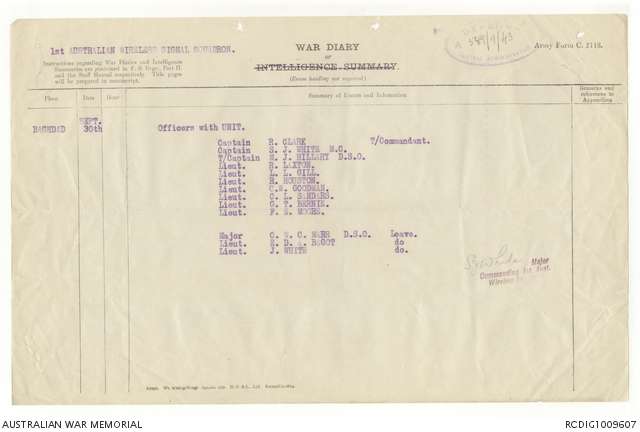 1st AUSTRALIAN WIRELESS SIGNAL SQUADRON.
WAR DIARY
OR
INTELLIGENCE SUMMARY.
(Erase heading not required)
Army Form C. 2118.
Instructions regarding War Diaries and Intelligence
Summaries are contained in F. S. Regs., Part II.
and the Staff Manual respectively. Title pages
will be prepared in manuscript.
Place Date Hour Summary of Events and Information Remarks and
references to
Appendices
SEPT.
BAGHDAD 30th Officers with UNIT.
Captain R. CLARK T/Commandant.
Captain S. J. WHITE M.C.
T/Captain W. J. HILLARY D.S.O.
Lieut. R. LAXTON.
Lieut. L. L. GILL.
Lieut. R. HOUSTON.
Lieut. C.W. GOODMAN.
Lieut. C. L. SANDERS.
Lieut. G. T. BERNIE.
Lieut. F. E. MOORS.
Major C. W. C. MARR D.S.O. Leave.
Lieut. E. D. A. BAGOT do
Lieut. J. WHITE do.
Major
Commanding 1st Aust.
Wireless
AUSTRALIAN WAR MEMORIAL
RCDIG1009607